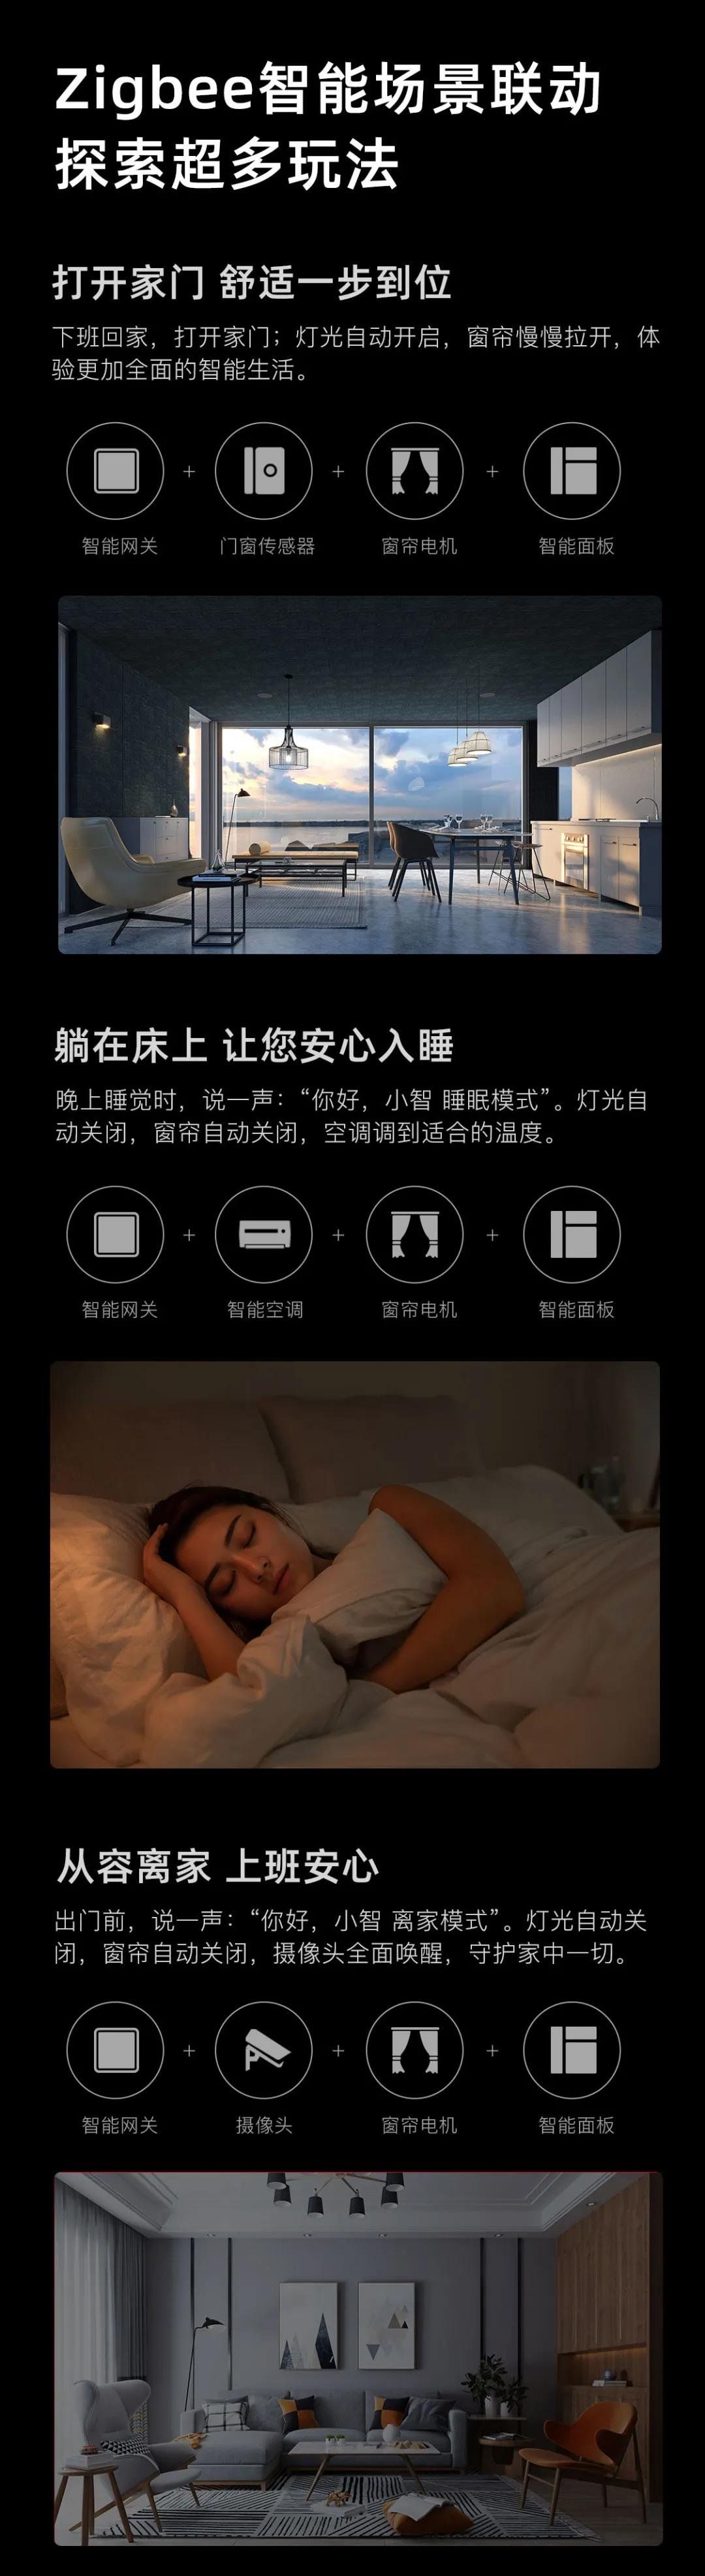 Zigbee智能场景联动
探索超多玩法
打开家门 舒适一步到位
下班回家，打开家门；灯光自动开启，窗帘慢慢拉开，体
验更加全面的智能生活。
智能网关 + 门窗传感器 + 窗帘电机 + 智能面板
躺在床上 让您安心入睡
晚上睡觉时，说一声：“你好，小智 睡眠模式”。灯光自
动关闭，窗帘自动关闭，空调调到适合的温度。
智能网关 + 智能空调 + 窗帘电机 + 智能面板
从容离家 上班安心
出门前，说一声：“你好，小智 离家模式”。灯光自动关
闭，窗帘自动关闭，摄像头全面唤醒，守护家中一切。
智能网关 + 摄像头 + 窗帘电机 + 智能面板